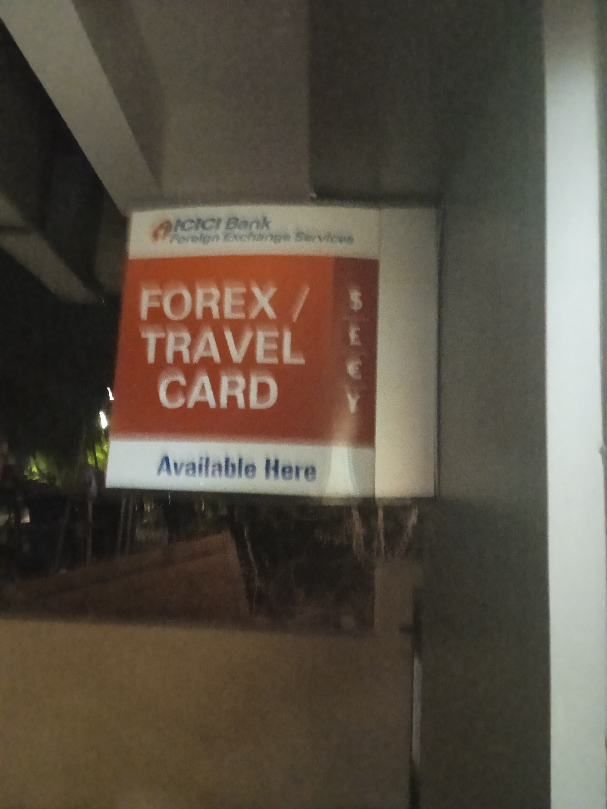 ICICI Bank
Foreign Exchange Services
FOREX /
TRAVEL
CARD
$
£
€
Y
Available Here